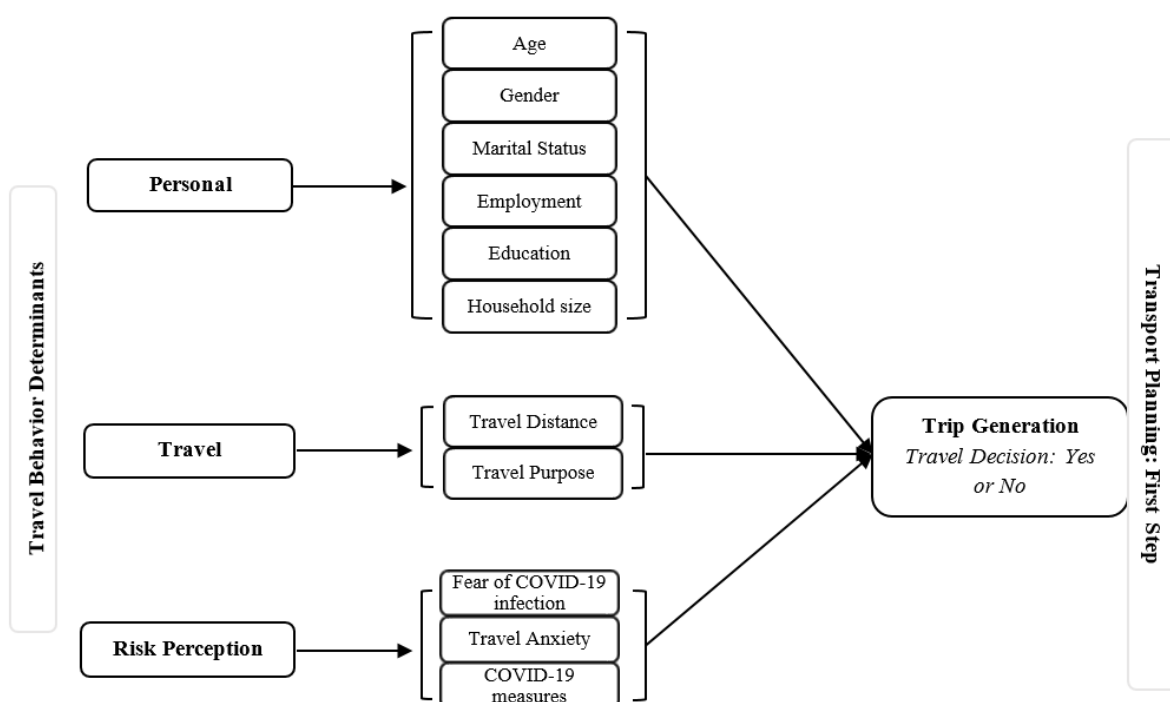 Travel Behavior Determinants
Personal
Age
Gender
Marital Status
Employment
Education
Household size
Travel
Travel Distance
Travel Purpose
Risk Perception
Fear of COVID-19
infection
Travel Anxiety
COVID-19
measures
Trip Generation
Travel Decision: Yes
or No
Transport Planning: First Step